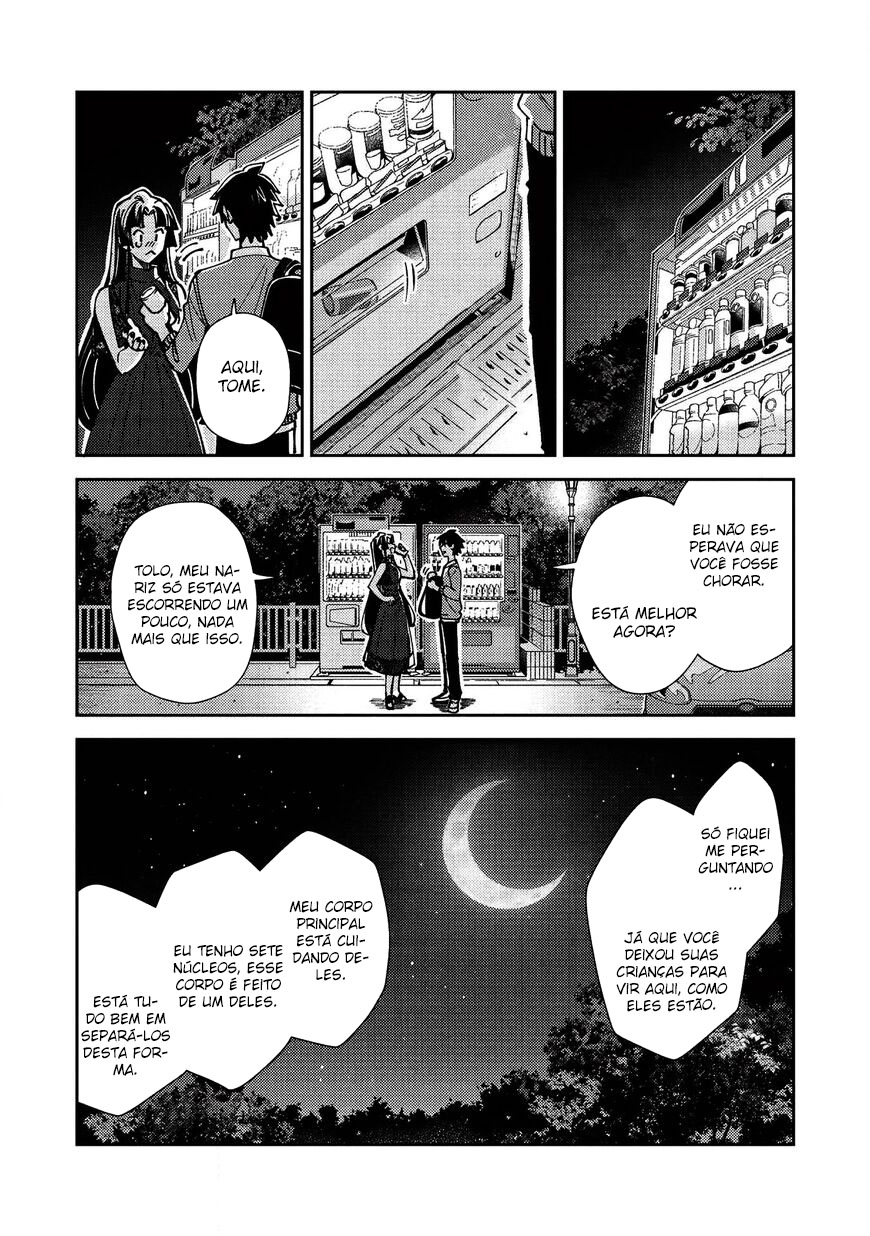 AQUI,
TOME.
EU NÃO ES-
PERAVA QUE
VOCÊ FOSSE
CHORAR.
ESTÁ MELHOR
AGORA?
TOLO, MEU NA-
RIZ SÓ ESTAVA
ESCORRENDO UM
POUCO, NADA
MAIS QUE ISSO.
SÓ FIQUEI
ME PER-
GUNTANDO
...
JÁ QUE VOCÊ
DEIXOU SUAS
CRIANÇAS PARA
VIR AQUI, COMO
ELES ESTÃO.
MEU CORPO
PRINCIPAL
ESTÁ CUI-
DANDO DE-
LES.
EU TENHO SETE
NÚCLEOS, ESSE
CORPO É FEITO
DE UM DELES.
ESTÁ TU-
DO BEM EM
SEPARÁ-LOS
DESTA FOR-
MA.